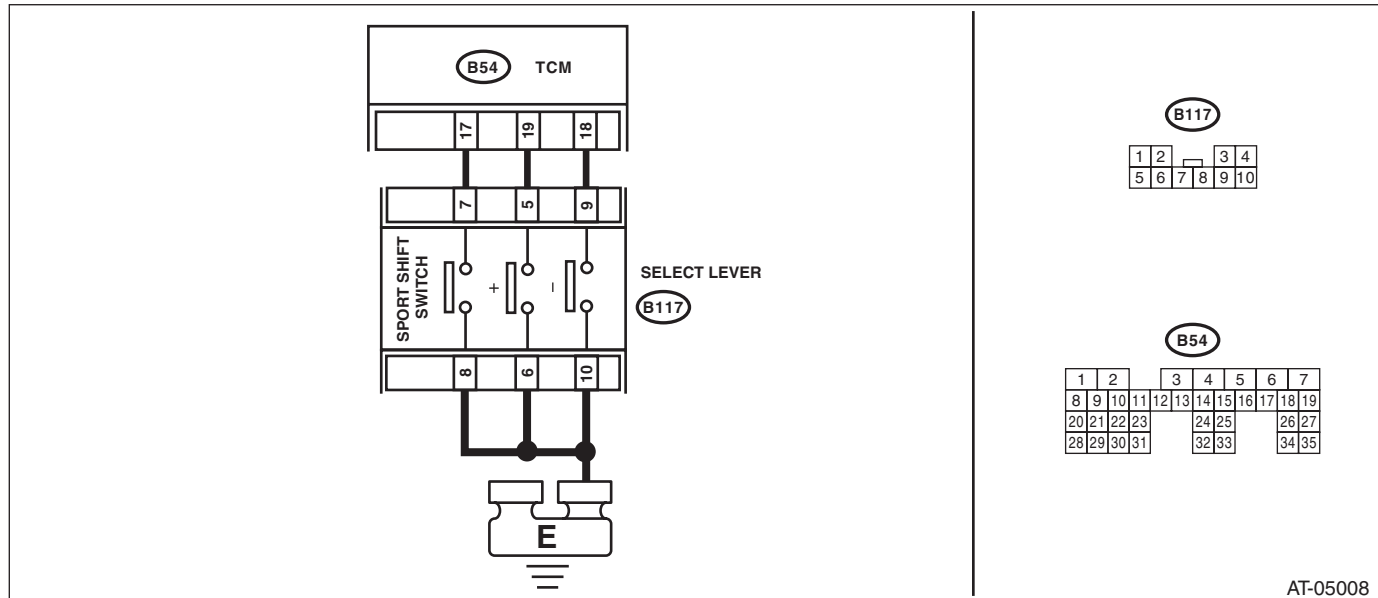 B54 TCM
17 19 18
7 5 9
SPORT SHIFT
SWITCH
+ –
SELECT LEVER
B117
8 6 10
E
B117
1 2 3 4
5 6 7 8 9 10
B54
1 2 3 4 5 6 7
8 9 10 11 12 13 14 15 16 17 18 19
20 21 22 23 24 25 26 27
28 29 30 31 32 33 34 35
AT-05008